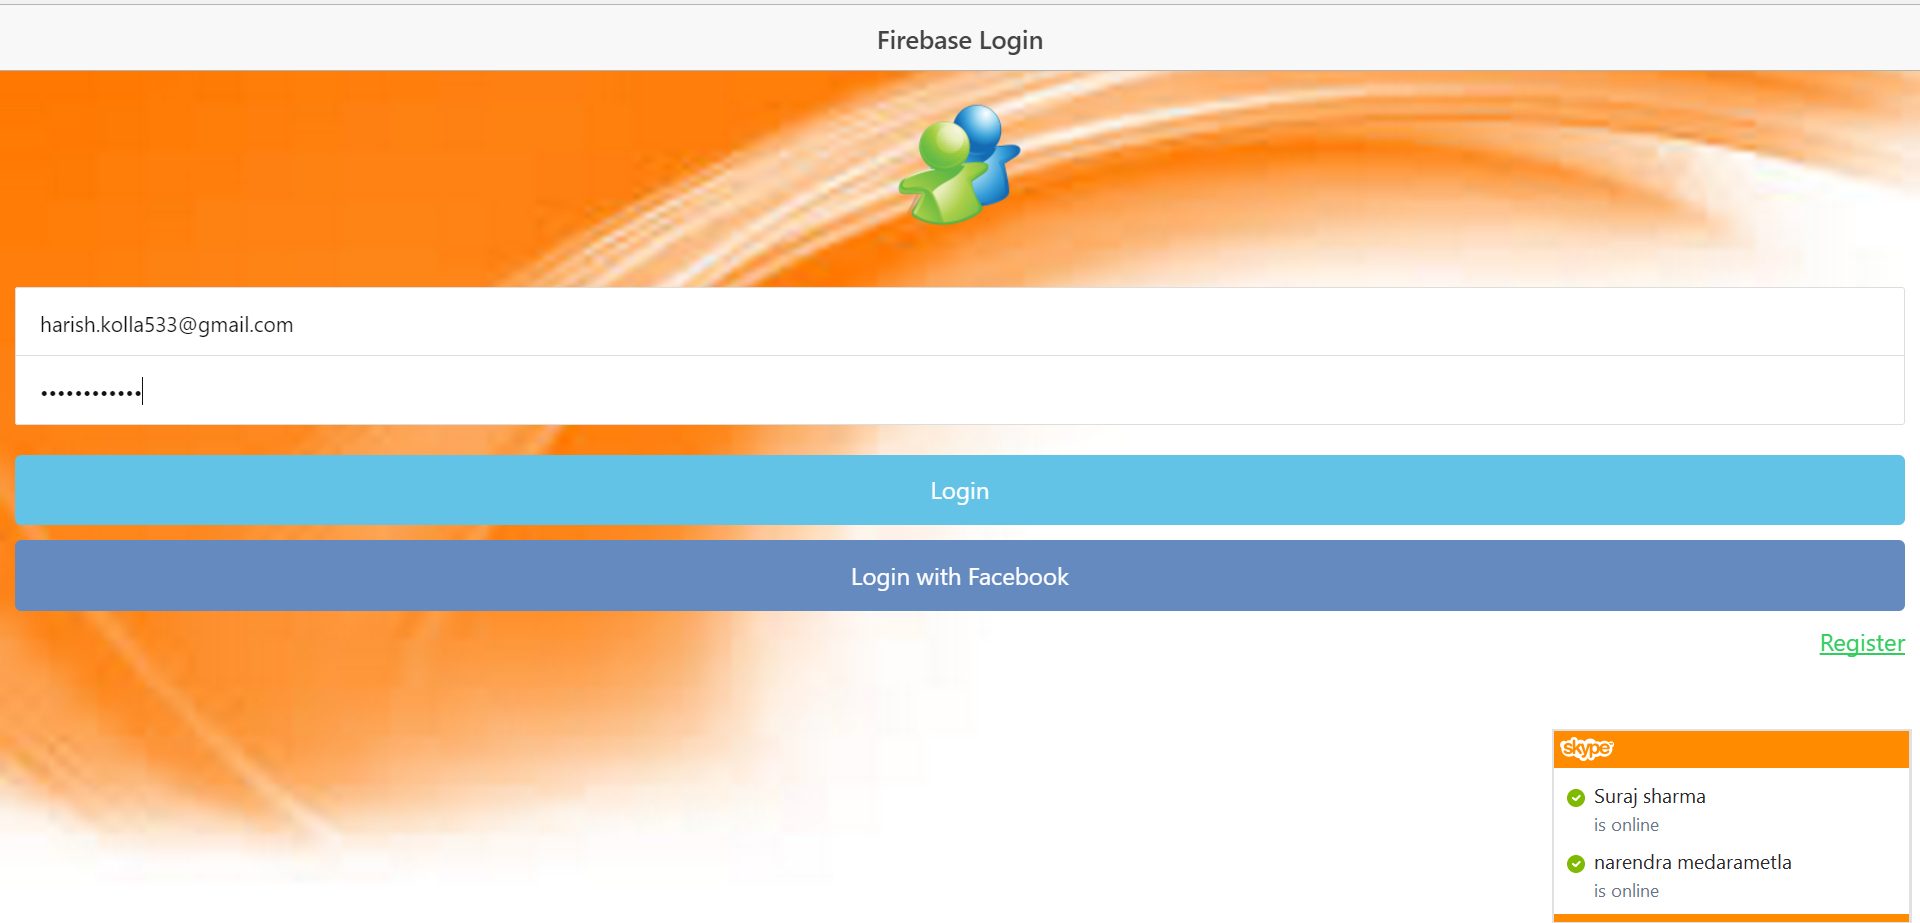 Firebase Login
harish.kolla533@gmail.com
••••••••••••
Login
Login with Facebook
Register
skype
Suraj sharma
is online
narendra medarametla
is online